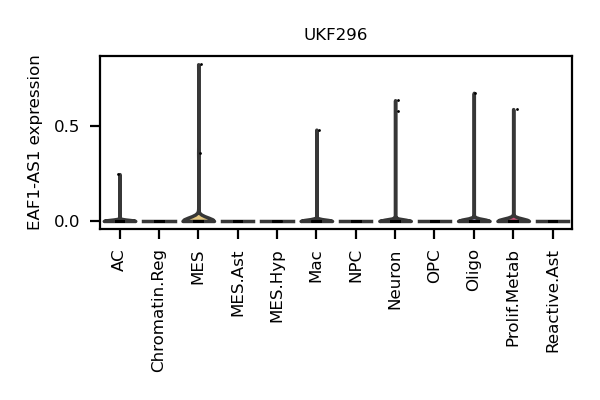 UKF296
EAF1-AS1 expression
0.5
0.0
AC
Chromatin.Reg
MES
MES.Ast
MES.Hyp
Mac
NPC
Neuron
OPC
Oligo
Prolif.Metab
Reactive.Ast